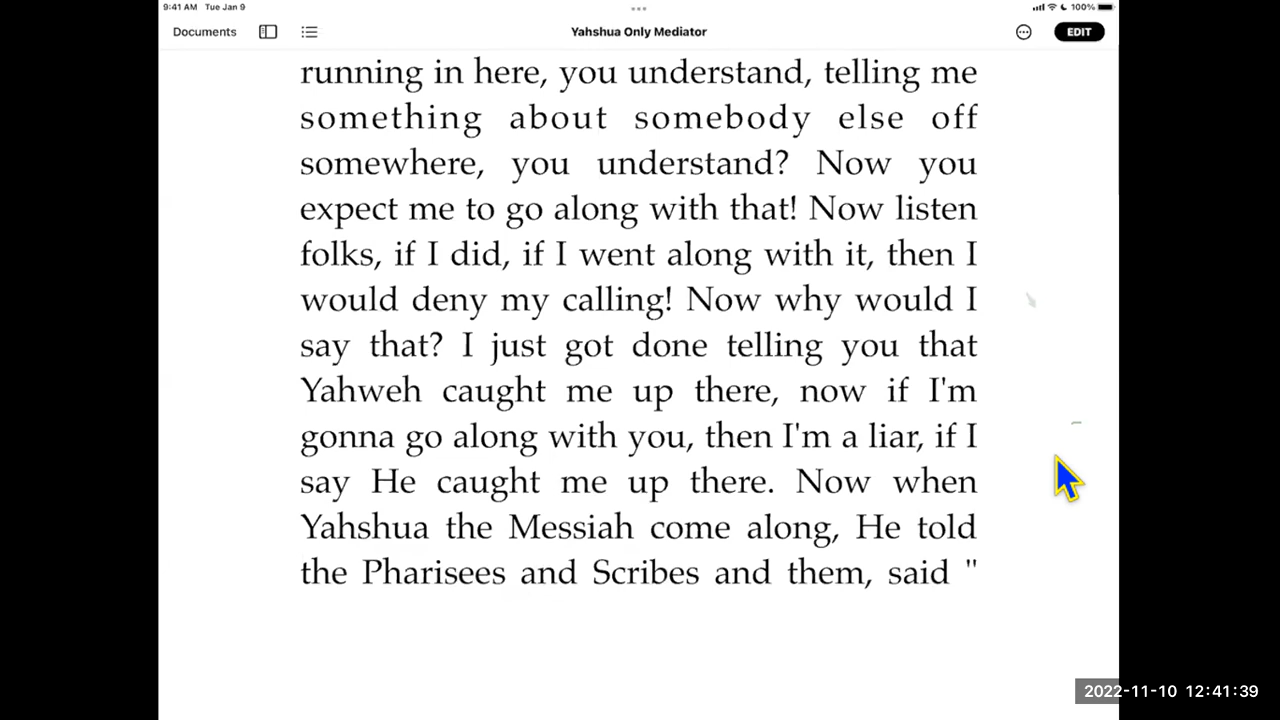 9:41 AM Tue Jan 9
100%
Documents
Yahshua Only Mediator
EDIT
running in here, you understand, telling me
something about somebody else off
somewhere, you understand? Now you
expect me to go along with that! Now listen
folks, if I did, if I went along with it, then I
would deny my calling! Now why would I
say that? I just got done telling you that
Yahweh caught me up there, now if I'm
gonna go along with you, then I'm a liar, if I
say He caught me up there. Now when
Yahshua the Messiah come along, He told
the Pharisees and Scribes and them, said "
2022-11-10 12:41:39